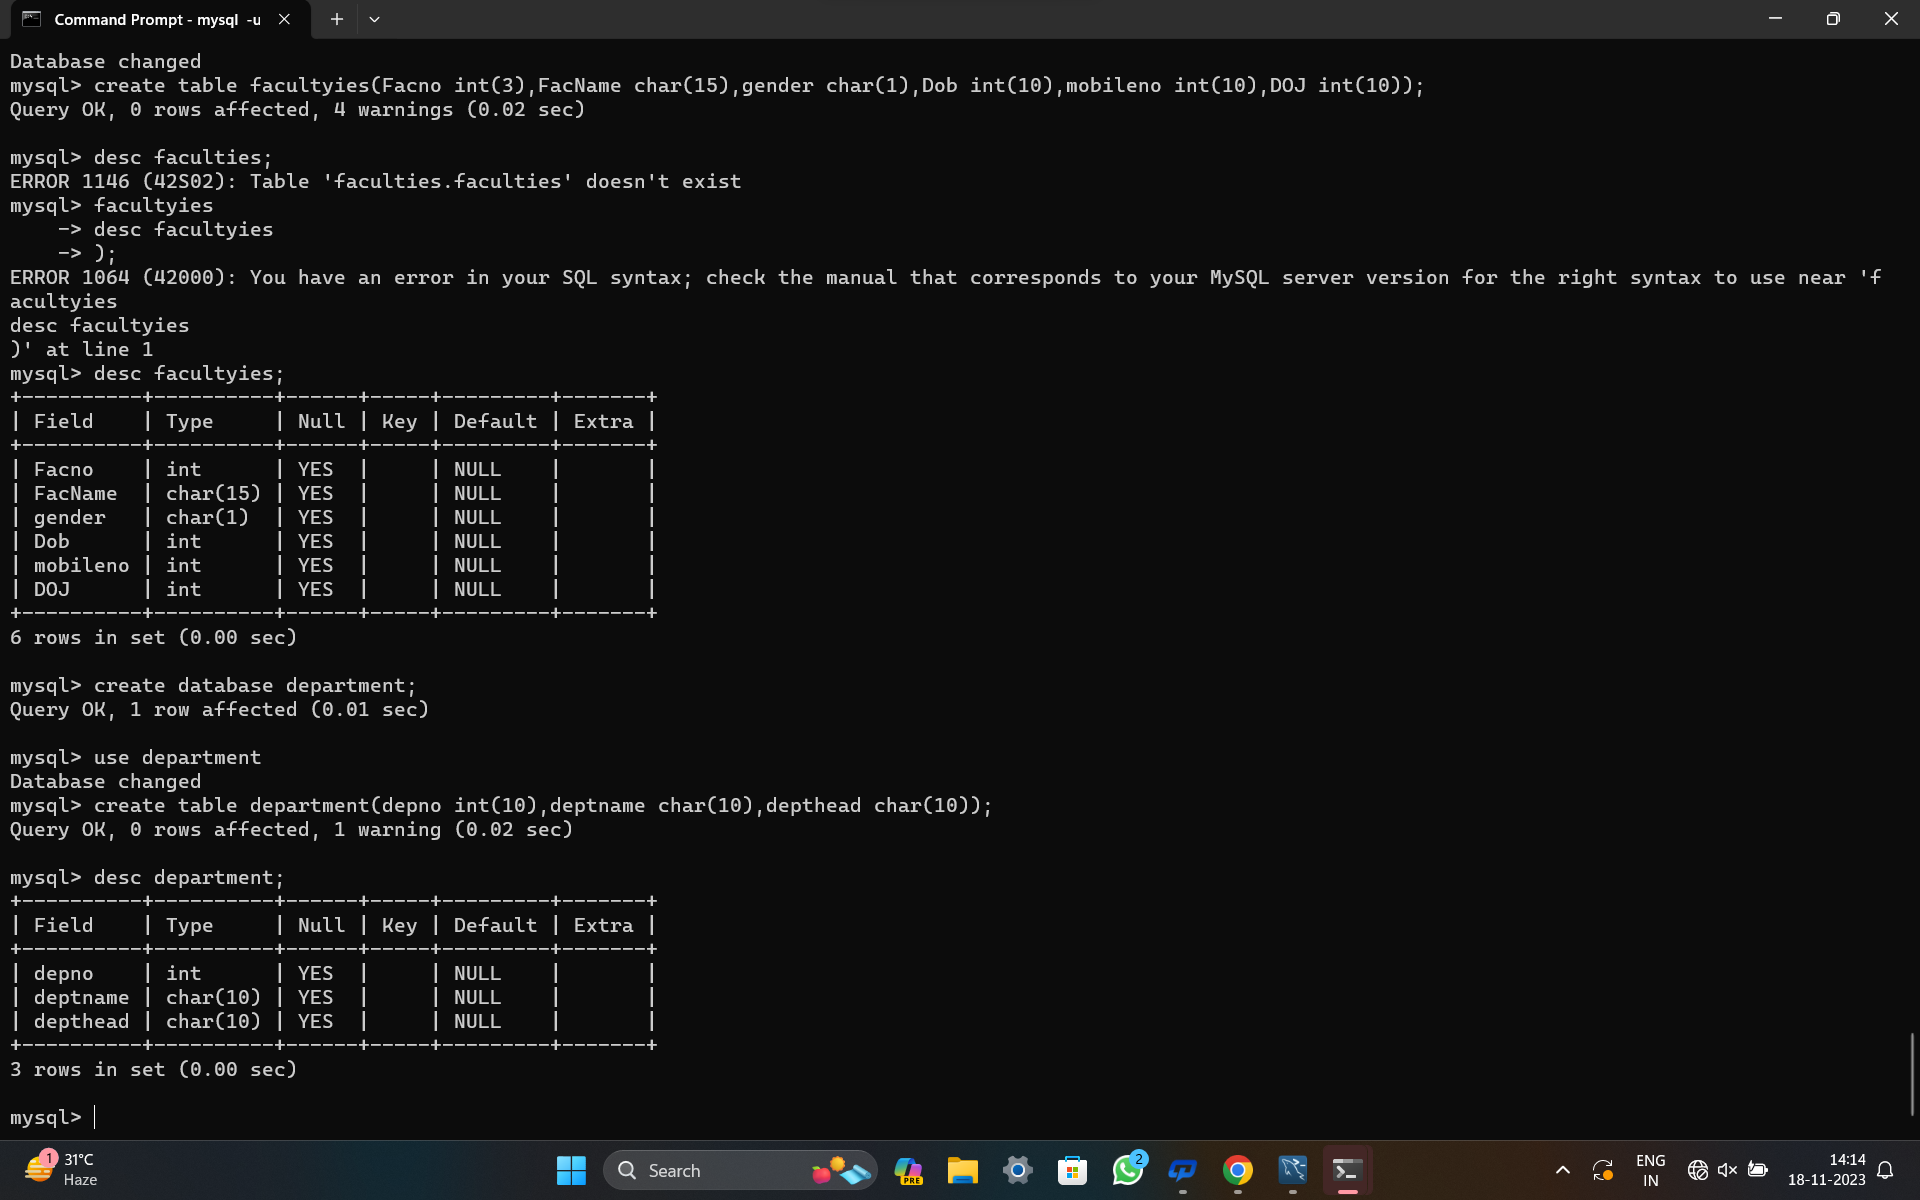 Command Prompt - mysql -u
Database changed
mysql> create table facultyies(Facno int(3),FacName char(15),gender char(1),Dob int(10),mobileno int(10),DOJ int(10));
Query OK, 0 rows affected, 4 warnings (0.02 sec)
mysql> desc faculties;
ERROR 1146 (42S02): Table 'faculties.faculties' doesn't exist
mysql> facultyies
    -> desc facultyies
    -> );
ERROR 1064 (42000): You have an error in your SQL syntax; check the manual that corresponds to your MySQL server version for the right syntax to use near 'f
acultyies
desc facultyies
)' at line 1
mysql> desc facultyies;
+----------+----------+------+-----+---------+-------+
| Field    | Type     | Null | Key | Default | Extra |
+----------+----------+------+-----+---------+-------+
| Facno    | int      | YES  |     | NULL    |       |
| FacName  | char(15) | YES  |     | NULL    |       |
| gender   | char(1)  | YES  |     | NULL    |       |
| Dob      | int      | YES  |     | NULL    |       |
| mobileno | int      | YES  |     | NULL    |       |
| DOJ      | int      | YES  |     | NULL    |       |
+----------+----------+------+-----+---------+-------+
6 rows in set (0.00 sec)
mysql> create database department;
Query OK, 1 row affected (0.01 sec)
mysql> use department
Database changed
mysql> create table department(depno int(10),deptname char(10),depthead char(10));
Query OK, 0 rows affected, 1 warning (0.02 sec)
mysql> desc department;
+----------+----------+------+-----+---------+-------+
| Field    | Type     | Null | Key | Default | Extra |
+----------+----------+------+-----+---------+-------+
| depno    | int      | YES  |     | NULL    |       |
| deptname | char(10) | YES  |     | NULL    |       |
| depthead | char(10) | YES  |     | NULL    |       |
+----------+----------+------+-----+---------+-------+
3 rows in set (0.00 sec)
mysql>
1
31°C
Haze
Search
PRE
2
ENG
IN
14:14
18-11-2023